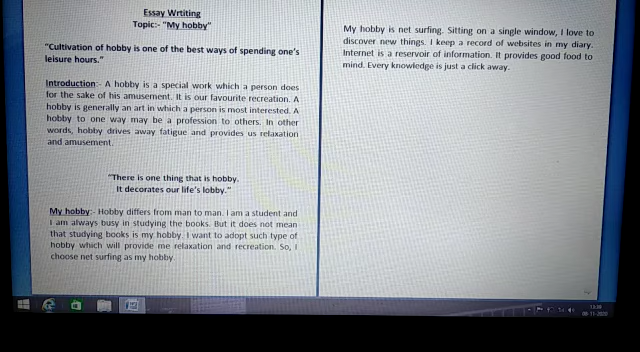 Essay Wrtiting
Topic:- "My hobby"
"Cultivation of hobby is one of the best ways of spending one's
leisure hours."
Introduction:- A hobby is a special work which a person does
for the sake of his amusement. It is our favourite recreation. A
hobby is generally an art in which a person is most interested. A
hobby to one way may be a profession to others. In other
words, hobby drives away fatigue and provides us relaxation
and amusement.
"There is one thing that is hobby.
It decorates our life's lobby."
My hobby:- Hobby differs from man to man. I am a student and
I am always busy in studying the books. But it does not mean
that studying books is my hobby. I want to adopt such type of
hobby which will provide me relaxation and recreation. So, I
choose net surfing as my hobby.
My hobby is net surfing. Sitting on a single window, I love to
discover new things. I keep a record of websites in my diary.
Internet is a reservoir of information. It provides good food to
mind. Every knowledge is just a click away.